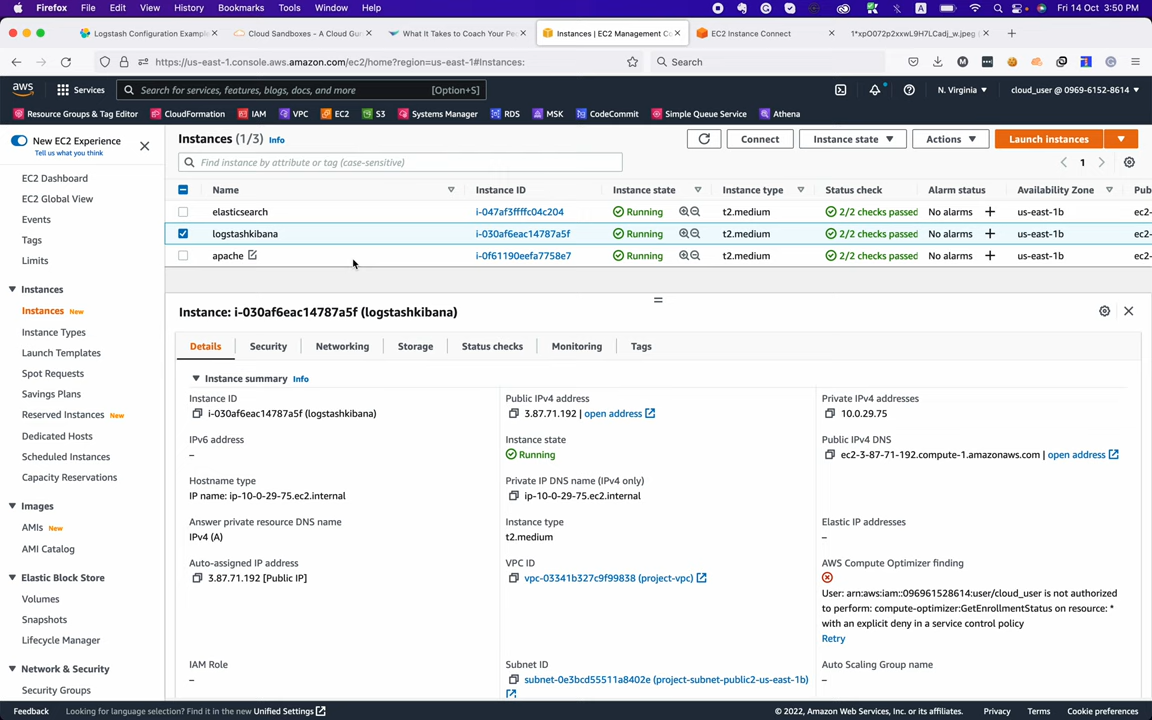 Firefox File Edit View History Bookmarks Tools Window Help Fri 14 Oct 3:50 PM
Logstash Configuration Example Cloud Sandboxes - A Cloud Gur What It Takes to Coach Your Pe Instances | EC2 Management Co EC2 Instance Connect 1*xpO072p2xxwL9H7LCadj_w.jpeg
https://us-east-1.console.aws.amazon.com/ec2/home?region=us-east-1#Instances: Search
aws Services Search for services, features, blogs, docs, and more [Option+S] N. Virginia cloud_user @ 0969-6152-8614
Resource Groups & Tag Editor CloudFormation IAM VPC EC2 S3 Systems Manager RDS MSK CodeCommit Simple Queue Service Athena
New EC2 Experience
Tell us what you think
EC2 Dashboard
EC2 Global View
Events
Tags
Limits
Instances
Instances New
Instance Types
Launch Templates
Spot Requests
Savings Plans
Reserved Instances New
Dedicated Hosts
Scheduled Instances
Capacity Reservations
Images
AMIs New
AMI Catalog
Elastic Block Store
Volumes
Snapshots
Lifecycle Manager
Network & Security
Security Groups
Instances (1/3) Info Connect Instance state Actions Launch instances
Find instance by attribute or tag (case-sensitive) 1
Name Instance ID Instance state Instance type Status check Alarm status Availability Zone Pub
elasticsearch i-047af3ffffc04c204 Running t2.medium 2/2 checks passed No alarms us-east-1b ec2-
logstashkibana i-030af6eac14787a5f Running t2.medium 2/2 checks passed No alarms us-east-1b ec2-
apache i-0f61190eefa7758e7 Running t2.medium 2/2 checks passed No alarms us-east-1b ec2-
Instance: i-030af6eac14787a5f (logstashkibana)
Details Security Networking Storage Status checks Monitoring Tags
Instance summary Info
Instance ID
i-030af6eac14787a5f (logstashkibana)
Public IPv4 address
3.87.71.192 | open address
Private IPv4 addresses
10.0.29.75
IPv6 address
–
Instance state
Running
Public IPv4 DNS
ec2-3-87-71-192.compute-1.amazonaws.com | open address
Hostname type
IP name: ip-10-0-29-75.ec2.internal
Private IP DNS name (IPv4 only)
ip-10-0-29-75.ec2.internal
Answer private resource DNS name
IPv4 (A)
Instance type
t2.medium
Elastic IP addresses
–
Auto-assigned IP address
3.87.71.192 [Public IP]
VPC ID
vpc-03341b327c9f99838 (project-vpc)
AWS Compute Optimizer finding
User: arn:aws:iam::096961528614:user/cloud_user is not authorized
to perform: compute-optimizer:GetEnrollmentStatus on resource: *
with an explicit deny in a service control policy
Retry
IAM Role
–
Subnet ID
subnet-0e3bcd55511a8402e (project-subnet-public2-us-east-1b)
Auto Scaling Group name
–
Feedback Looking for language selection? Find it in the new Unified Settings © 2022, Amazon Web Services, Inc. or its affiliates. Privacy Terms Cookie preferences